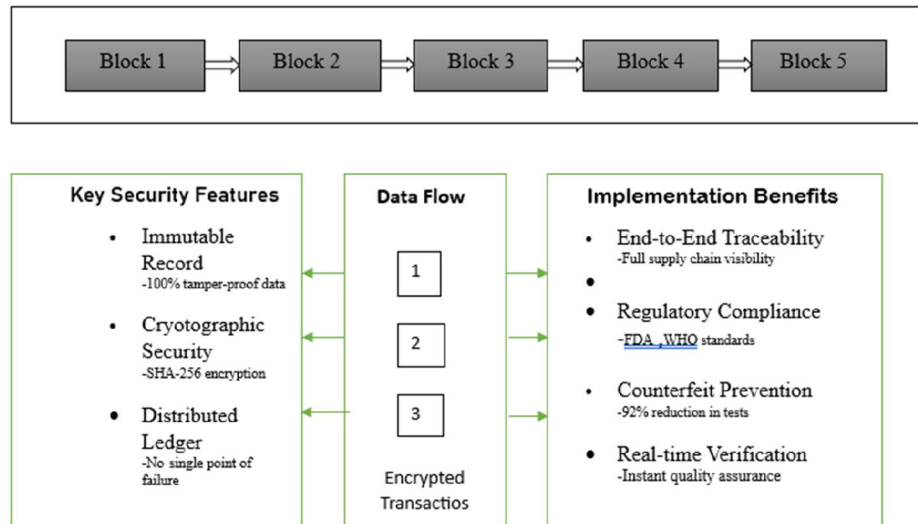 Block 1
Block 2
Block 3
Block 4
Block 5
Key Security Features
• Immutable
Record
-100% tamper-proof data
• Cryotographic
Security
-SHA-256 encryption
• Distributed
Ledger
-No single point of
failure
Data Flow
1
2
3
Encrypted
Transactios
Implementation Benefits
• End-to-End Traceability
-Full supply chain visibility
•
• Regulatory Compliance
-FDA ,WHO standards
• Counterfeit Prevention
-92% reduction in tests
• Real-time Verification
-Instant quality assurance